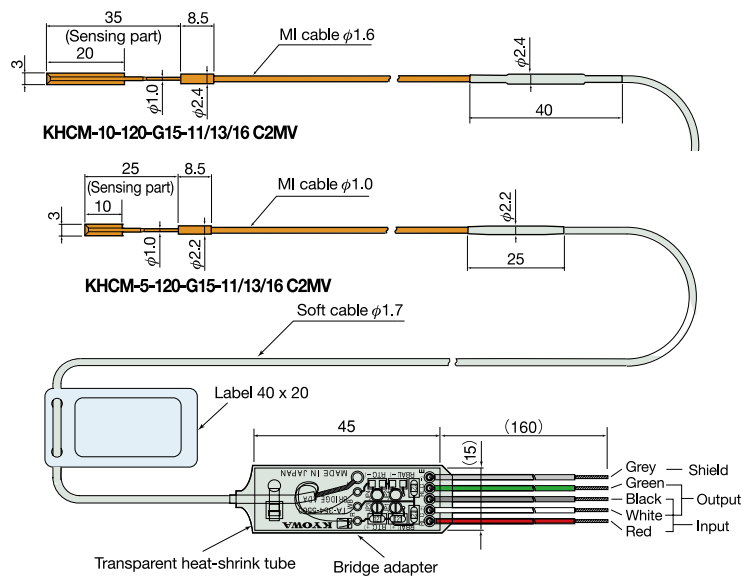 35
8.5
(Sensing part)
20
MI cable φ1.6
φ2.4
3
φ1.0
φ2.4
40
KHCM-10-120-G15-11/13/16 C2MV
25
8.5
(Sensing part)
10
MI cable φ1.0
φ2.2
3
φ1.0
φ2.2
25
KHCM-5-120-G15-11/13/16 C2MV
Soft cable φ1.7
Label 40 x 20
45
(160)
(15)
MADE IN JAPAN
RTC
RBAL
KYOWA
RTC
Grey
Shield
Green
Black
Output
White
Input
Red
Transparent heat-shrink tube
Bridge adapter